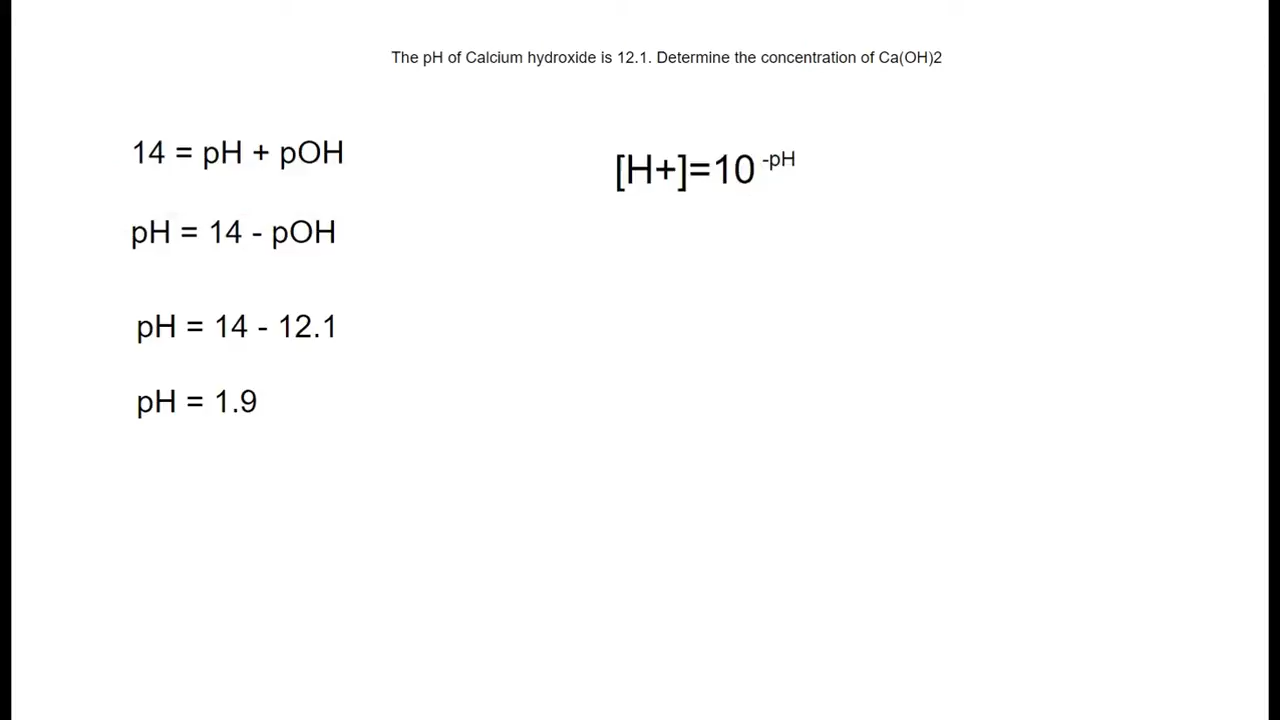 The pH of Calcium hydroxide is 12.1. Determine the concentration of Ca(OH)2
14 = pH + pOH
pH = 14 - pOH
pH = 14 - 12.1
pH = 1.9
[H+]=10 -pH